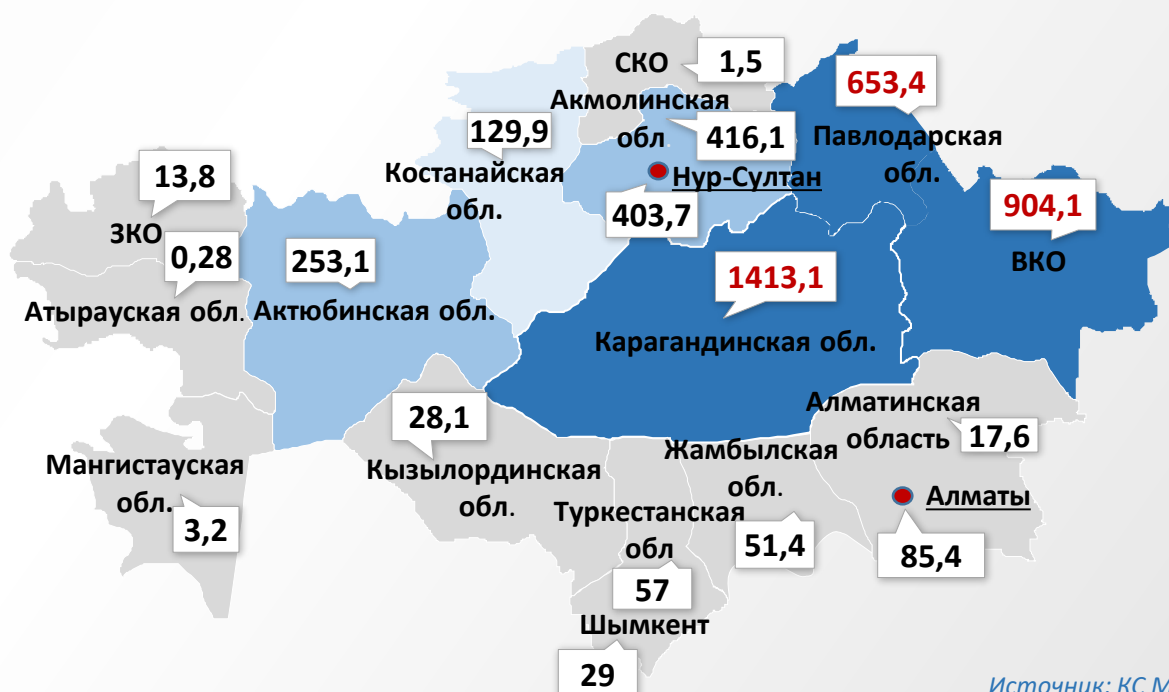 СКО
1,5
653,4
Акмолинская
обл
416,1
129,9
Павлодарская
обл.
Костанайская
обл.
Нур-Султан
403,7
13,8
ЗКО
904,1
ВКО
0,28
253,1
1413,1
Атырауская обл.
Актюбинская обл.
Карагандинская обл.
28,1
Алматинская
область
17,6
Мангистауская
обл.
3,2
Кызылординская
обл.
Жамбылская
обл.
Туркестанская
обл
51,4
Алматы
85,4
57
Шымкент
29
Источник: КС М